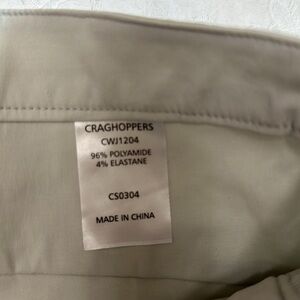 CRAGHOPPERS
CWJ1204
96% POLYAMIDE
4% ELASTANE
CS0304
MADE IN CHINA